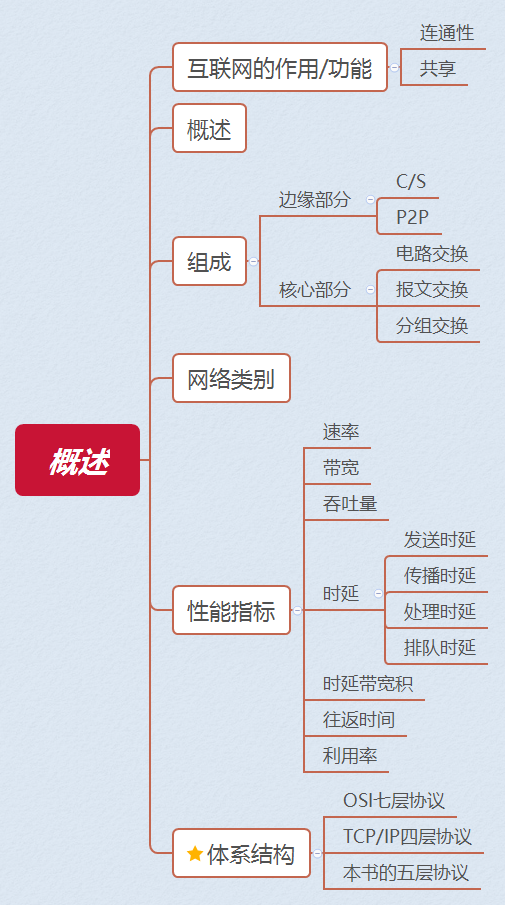 概述
互联网的作用/功能
连通性
共享
概述
组成
边缘部分
C/S
P2P
核心部分
电路交换
报文交换
分组交换
网络类别
性能指标
速率
带宽
吞吐量
时延
发送时延
传播时延
处理时延
排队时延
时延带宽积
往返时间
利用率
体系结构
OSI七层协议
TCP/IP四层协议
本书的五层协议